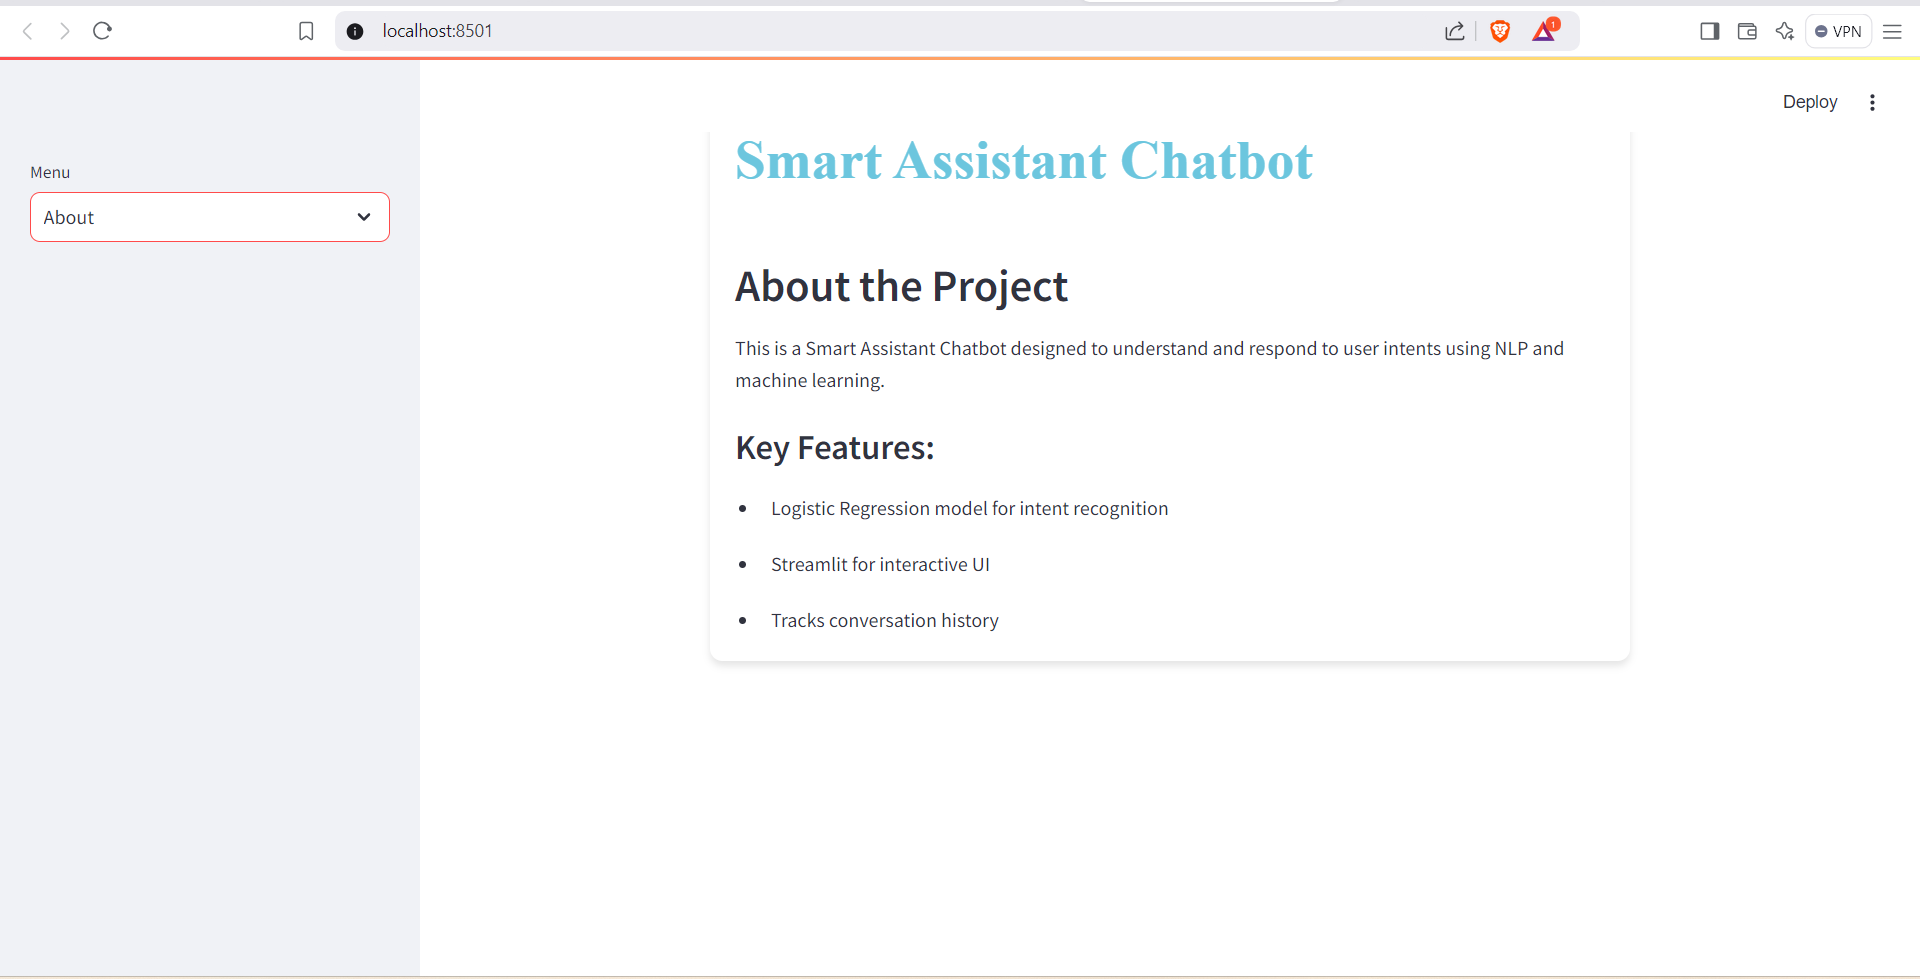 localhost:8501
1
VPN
Deploy
Menu
About
Smart Assistant Chatbot
About the Project
This is a Smart Assistant Chatbot designed to understand and respond to user intents using NLP and
machine learning.
Key Features:
Logistic Regression model for intent recognition
Streamlit for interactive UI
Tracks conversation history